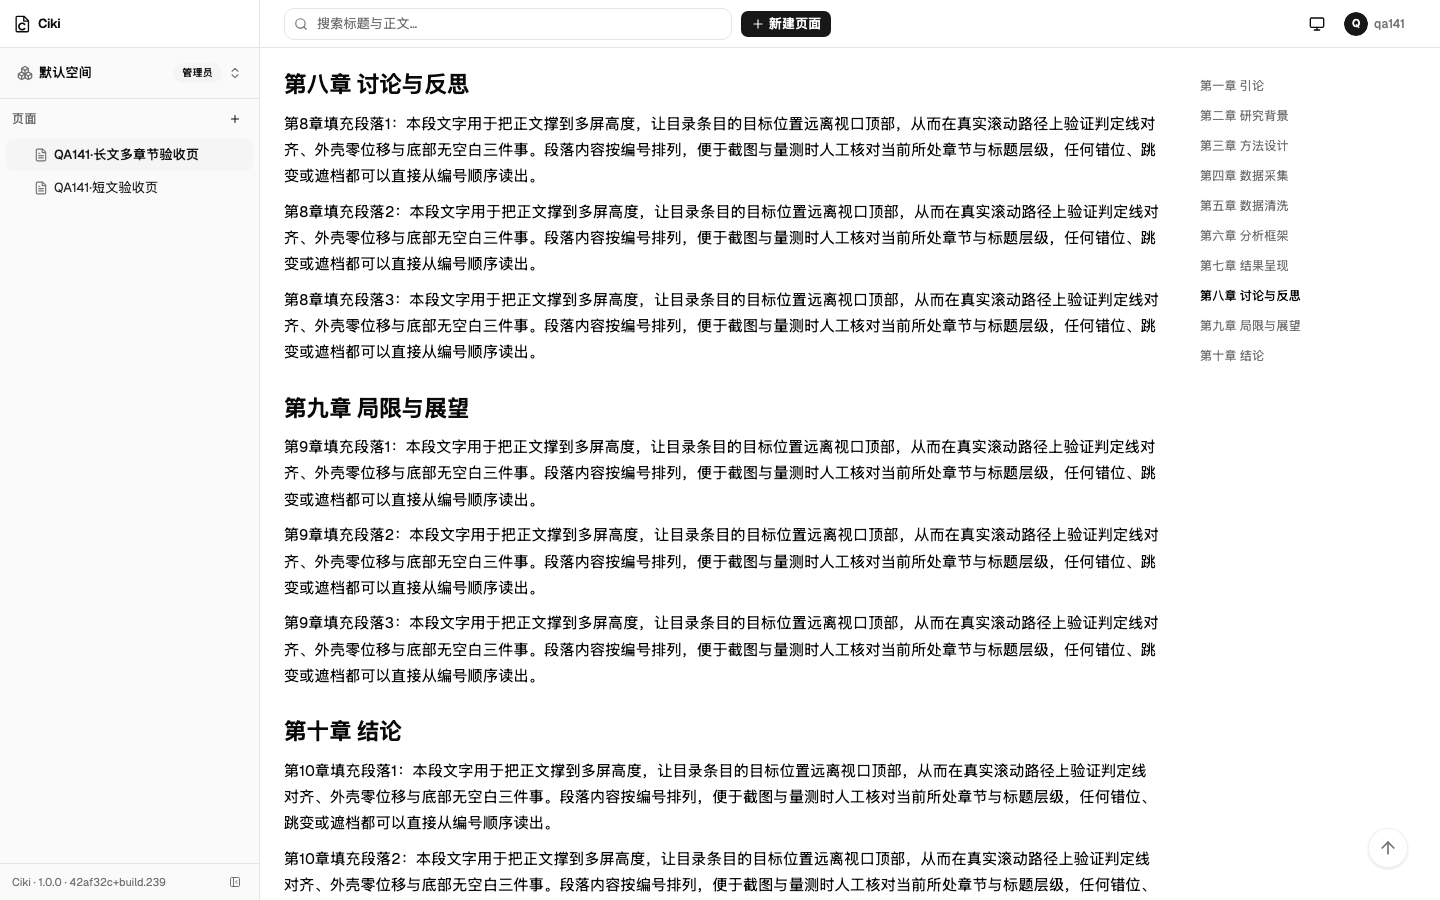 Ciki
搜索标题与正文...
新建页面
Q
qa141
默认空间
管理员
页面
QA141·长文多章节验收页
QA141·短文验收页
第八章 讨论与反思
第8章填充段落1：本段文字用于把正文撑到多屏高度，让目录条目的目标位置远离视口顶部，从而在真实滚动路径上验证判定线对
齐、外壳零位移与底部无空白三件事。段落内容按编号排列，便于截图与量测时人工核对当前所处章节与标题层级，任何错位、跳
变或遮档都可以直接从编号顺序读出。
第8章填充段落2：本段文字用于把正文撑到多屏高度，让目录条目的目标位置远离视口顶部，从而在真实滚动路径上验证判定线对
齐、外壳零位移与底部无空白三件事。段落内容按编号排列，便于截图与量测时人工核对当前所处章节与标题层级，任何错位、跳
变或遮档都可以直接从编号顺序读出。
第8章填充段落3：本段文字用于把正文撑到多屏高度，让目录条目的目标位置远离视口顶部，从而在真实滚动路径上验证判定线对
齐、外壳零位移与底部无空白三件事。段落内容按编号排列，便于截图与量测时人工核对当前所处章节与标题层级，任何错位、跳
变或遮档都可以直接从编号顺序读出。
第九章 局限与展望
第9章填充段落1：本段文字用于把正文撑到多屏高度，让目录条目的目标位置远离视口顶部，从而在真实滚动路径上验证判定线对
齐、外壳零位移与底部无空白三件事。段落内容按编号排列，便于截图与量测时人工核对当前所处章节与标题层级，任何错位、跳
变或遮档都可以直接从编号顺序读出。
第9章填充段落2：本段文字用于把正文撑到多屏高度，让目录条目的目标位置远离视口顶部，从而在真实滚动路径上验证判定线对
齐、外壳零位移与底部无空白三件事。段落内容按编号排列，便于截图与量测时人工核对当前所处章节与标题层级，任何错位、跳
变或遮档都可以直接从编号顺序读出。
第9章填充段落3：本段文字用于把正文撑到多屏高度，让目录条目的目标位置远离视口顶部，从而在真实滚动路径上验证判定线对
齐、外壳零位移与底部无空白三件事。段落内容按编号排列，便于截图与量测时人工核对当前所处章节与标题层级，任何错位、跳
变或遮档都可以直接从编号顺序读出。
第十章 结论
第10章填充段落1：本段文字用于把正文撑到多屏高度，让目录条目的目标位置远离视口顶部，从而在真实滚动路径上验证判定线
对齐、外壳零位移与底部无空白三件事。段落内容按编号排列，便于截图与量测时人工核对当前所处章节与标题层级，任何错位、
跳变或遮档都可以直接从编号顺序读出。
第10章填充段落2：本段文字用于把正文撑到多屏高度，让目录条目的目标位置远离视口顶部，从而在真实滚动路径上验证判定线
对齐、外壳零位移与底部无空白三件事。段落内容按编号排列，便于截图与量测时人工核对当前所处章节与标题层级，任何错位、
第一章 引论
第二章 研究背景
第三章 方法设计
第四章 数据采集
第五章 数据清洗
第六章 分析框架
第七章 结果呈现
第八章 讨论与反思
第九章 局限与展望
第十章 结论
Ciki · 1.0.0 · 42af32c+build.239